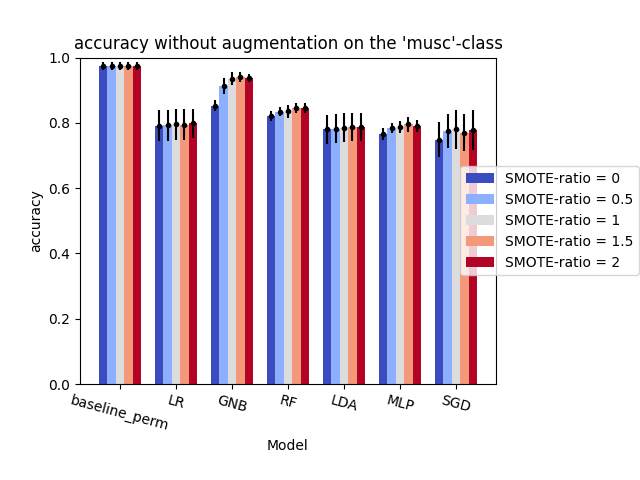 accuracy without augmentation on the 'musc'-class
1.0
0.8
0.6
0.4
0.2
0.0
accuracy
SMOTE-ratio = 0
SMOTE-ratio = 0.5
SMOTE-ratio = 1
SMOTE-ratio = 1.5
SMOTE-ratio = 2
baseline_perm LR GNB RF LDA MLP SGD
Model